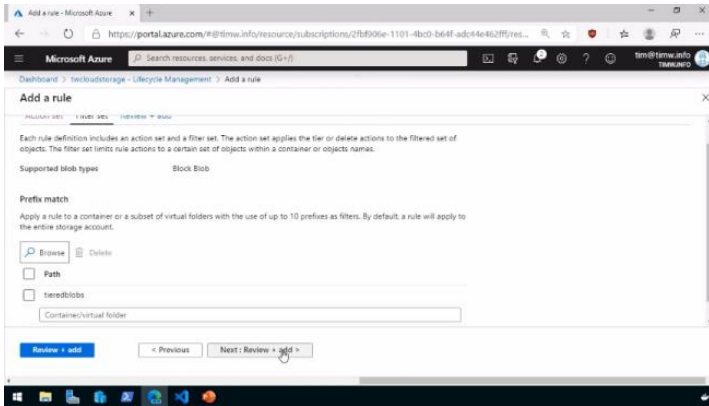 Add a rule - Microsoft Azure
https://portal.azure.com/#@timw.info/resource/subscriptions/2fbf906e-1101-4bc0-b64f-adc44e462fff/res...
Microsoft Azure
Search resources, services, and docs (G+/)
tim@timw.info
TIMW.INFO
Dashboard > twcloudstorage - Lifecycle Management > Add a rule
Add a rule
Action set Filter set Review + add
Each rule definition includes an action set and a filter set. The action set applies the tier or delete actions to the filtered set of
objects. The filter set limits rule actions to a certain set of objects within a container or objects names.
Supported blob types Block Blob
Prefix match
Apply a rule to a container or a subset of virtual folders with the use of up to 10 prefixes as filters. By default, a rule will apply to
the entire storage account.
Browse Delete
Path
tieredblobs
Container/virtual folder
Review + add < Previous Next : Review + add >